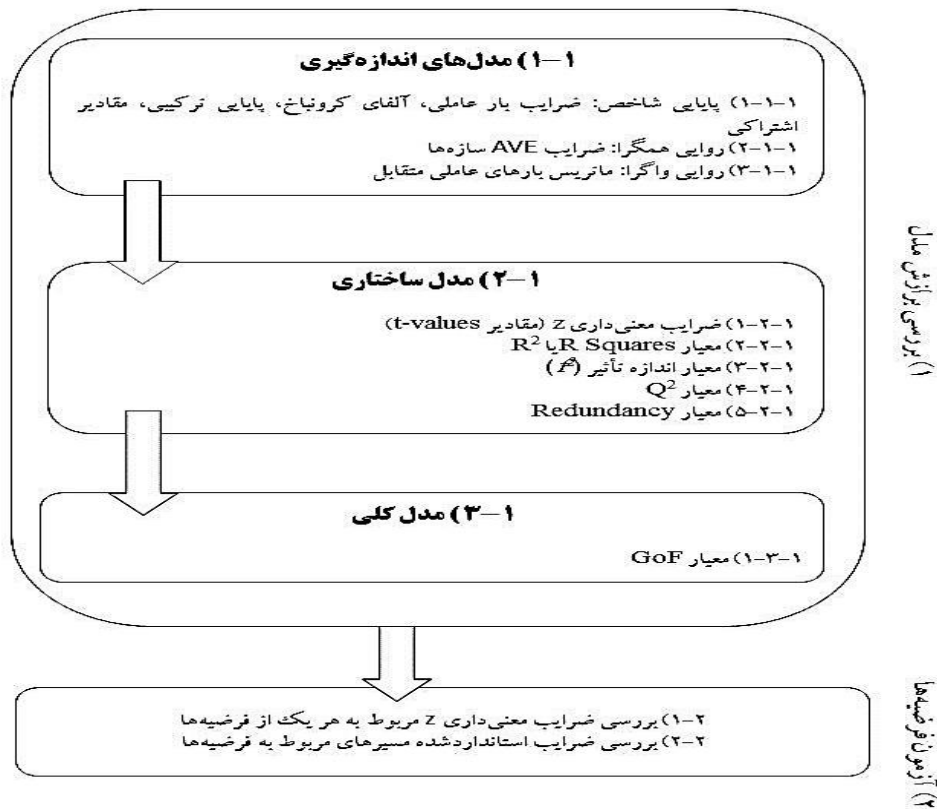 ۱-۱) مدل‌های اندازه‌گیری
۱-۱-۱) پایایی شاخص: ضرایب بار عاملی، آلفای کرونباخ، پایایی ترکیبی، مقادیر
اشتراکی
۱-۱-۲) روایی همگرا: ضرایب AVE سازه‌ها
۱-۱-۳) روایی واگرا: ماتریس بارهای عاملی متقابل
۱-۲) مدل ساختاری
۱-۲-۱) ضرایب معنی‌داری z (مقادیر t-values)
۱-۲-۲) معیار R Squares یا R²
۱-۲-۳) معیار اندازه تأثیر (f²)
۱-۲-۴) معیار Q²
۱-۲-۵) معیار Redundancy
۱-۳) مدل کلی
۱-۳-۱) معیار GoF
۱) بررسی برازش مدل
۲-۱) بررسی ضرایب معنی‌داری z مربوط به هر یک از فرضیه‌ها
۲-۲) بررسی ضرایب استانداردشده مسیرهای مربوط به فرضیه‌ها
۲) آزمون فرضیه‌ها